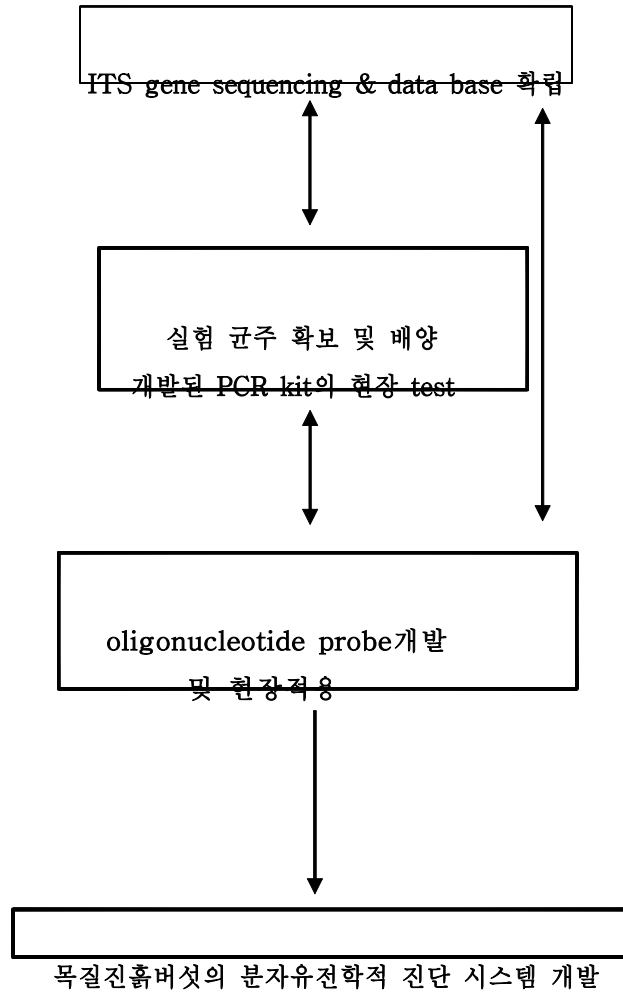 ITS gene sequencing & data base 확립
실험 균주 확보 및 배양
개발된 PCR kit의 현장 test
oligonucleotide probe개발
및 현장적용
목질진흙버섯의 분자유전학적 진단 시스템 개발